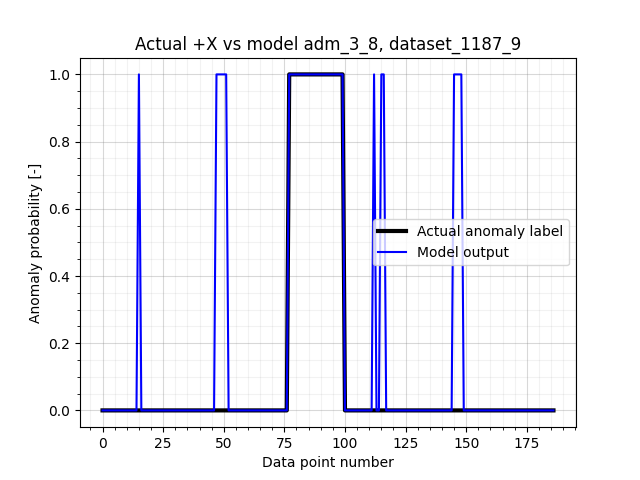 Actual +X vs model adm_3_8, dataset_1187_9
Anomaly probability [-]
1.0
0.8
0.6
0.4
0.2
0.0
Actual anomaly label
Model output
0 25 50 75 100 125 150 175
Data point number